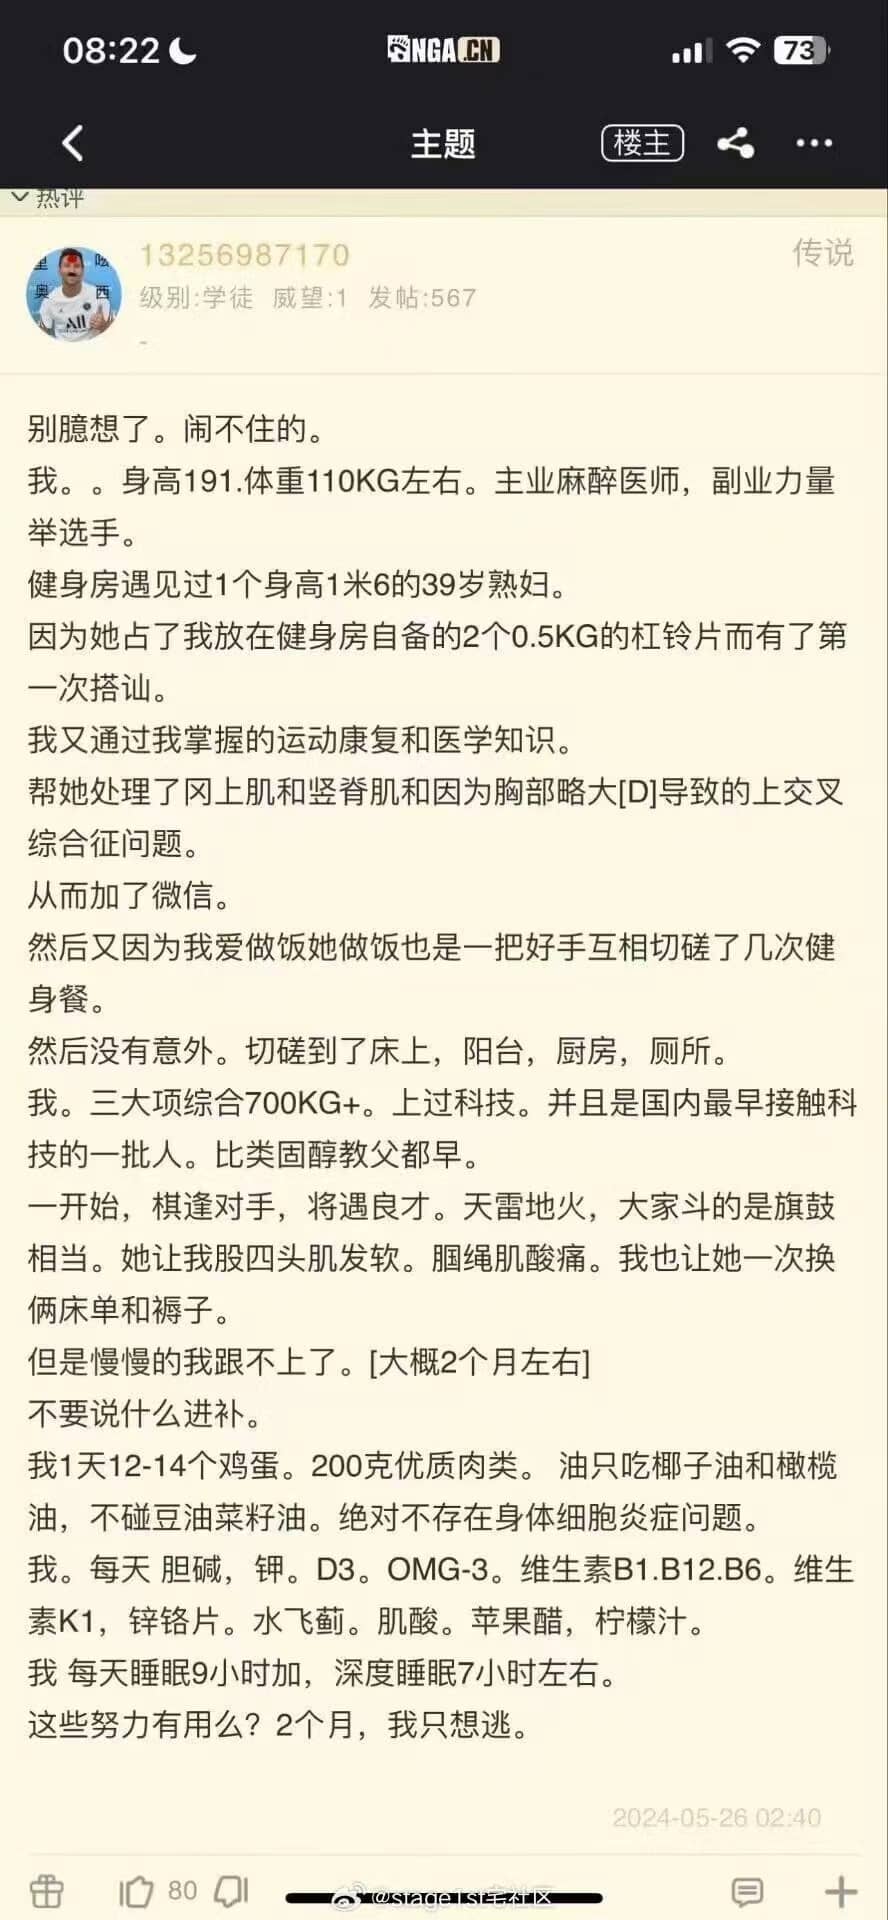 08:22
NGA.CN
73
主题
楼主
热评
13256987170
传说
级别:学徒 威望:1 发帖:567
-
别臆想了。闹不住的。
我。。身高191.体重110KG左右。主业麻醉医师，副业力量
举选手。
健身房遇见过1个身高1米6的39岁熟妇。
因为她占了我放在健身房自备的2个0.5KG的杠铃片而有了第
一次搭讪。
我又通过我掌握的运动康复和医学知识。
帮她处理了冈上肌和竖脊肌和因为胸部略大[D]导致的上交叉
综合征问题。
从而加了微信。
然后又因为我爱做饭她做饭也是一把好手互相切磋了几次健
身餐。
然后没有意外。切磋到了床上，阳台，厨房，厕所。
我。三大项综合700KG+。上过科技。并且是国内最早接触科
技的一批人。比类固醇教父都早。
一开始，棋逢对手，将遇良才。天雷地火，大家斗的是旗鼓
相当。她让我股四头肌发软。腘绳肌酸痛。我也让她一次换
俩床单和褥子。
但是慢慢的我跟不上了。[大概2个月左右]
不要说什么进补。
我1天12-14个鸡蛋。200克优质肉类。 油只吃椰子油和橄榄
油，不碰豆油菜籽油。绝对不存在身体细胞炎症问题。
我。每天 胆碱，钾。D3。OMG-3。维生素B1.B12.B6。维生
素K1，锌铬片。水飞蓟。肌酸。苹果醋，柠檬汁。
我 每天睡眠9小时加，深度睡眠7小时左右。
这些努力有用么？2个月，我只想逃。
2024-05-26 02:40
80
@stage1st宅社区